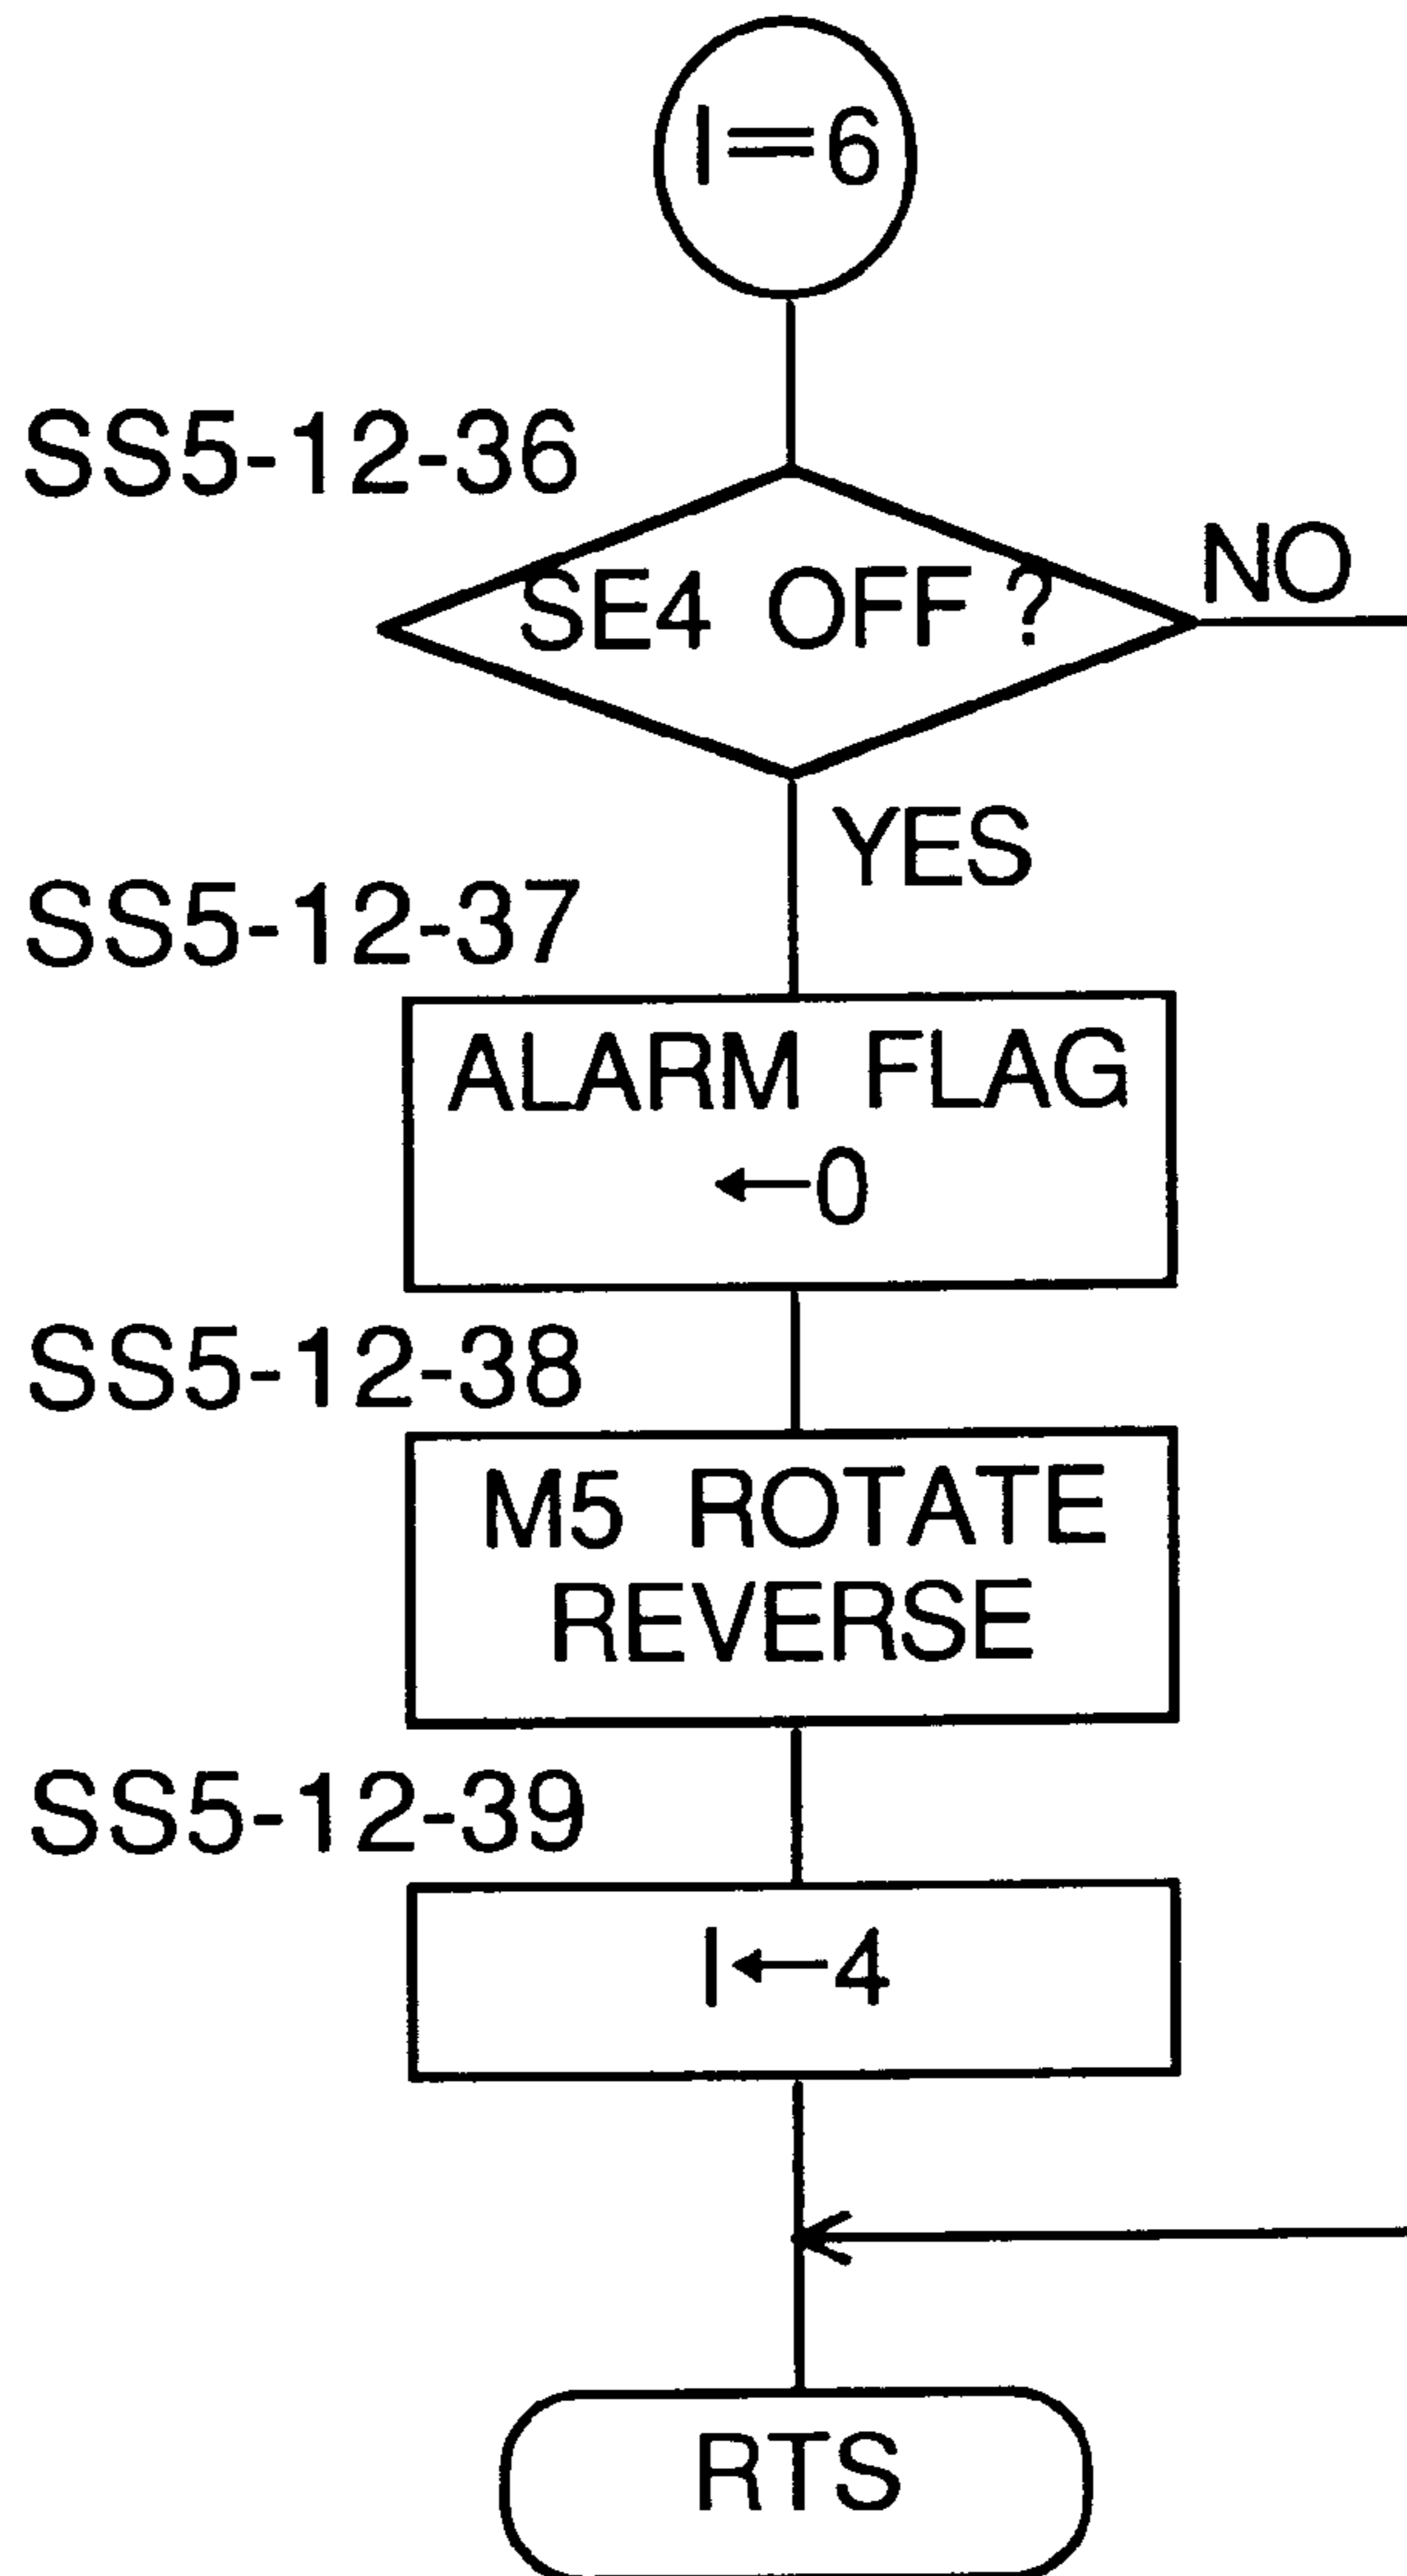 I=6
SS5-12-36
SE4 OFF ?
NO
YES
SS5-12-37
ALARM FLAG
←0
SS5-12-38
M5 ROTATE
REVERSE
SS5-12-39
I←4
RTS